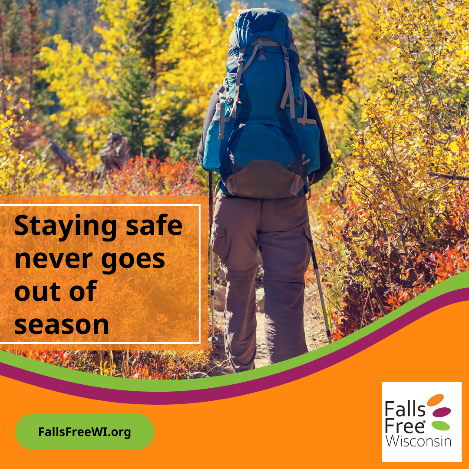 Staying safe
never goes
out of
season
FallsFreeWI.org
Falls
Free
Wisconsin